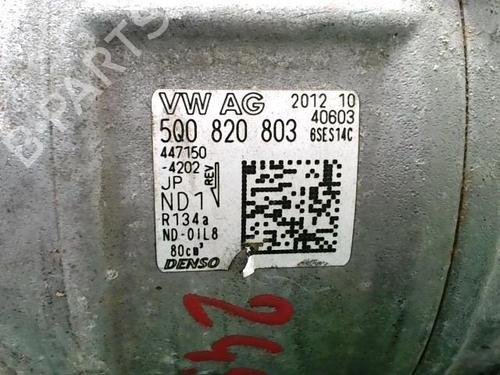 B-PARTS
VW AG 2012 10
5Q0 820 803 40603
6SES14C
447150
-4202
JP
REV
ND1
R134a
ND-OIL8
80cm³
DENSO